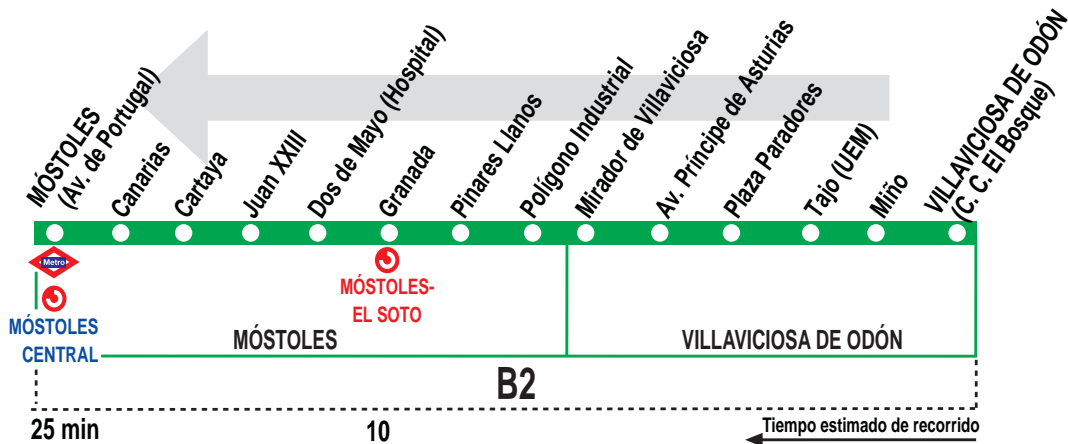 MÓSTOLES
(Av. de Portugal)
Canarias
Cartaya
Juan XXIII
Dos de Mayo (Hospital)
Granada
Pinares Llanos
Polígono Industrial
Mirador de Villaviciosa
Av. Príncipe de Asturias
Plaza Paradores
Tajo (UEM)
Miño
VILLAVICIOSA DE ODÓN
(C. C. El Bosque)
Metro
MÓSTOLES
CENTRAL
MÓSTOLES-
EL SOTO
MÓSTOLES
VILLAVICIOSA DE ODÓN
B2
25 min
10
Tiempo estimado de recorrido